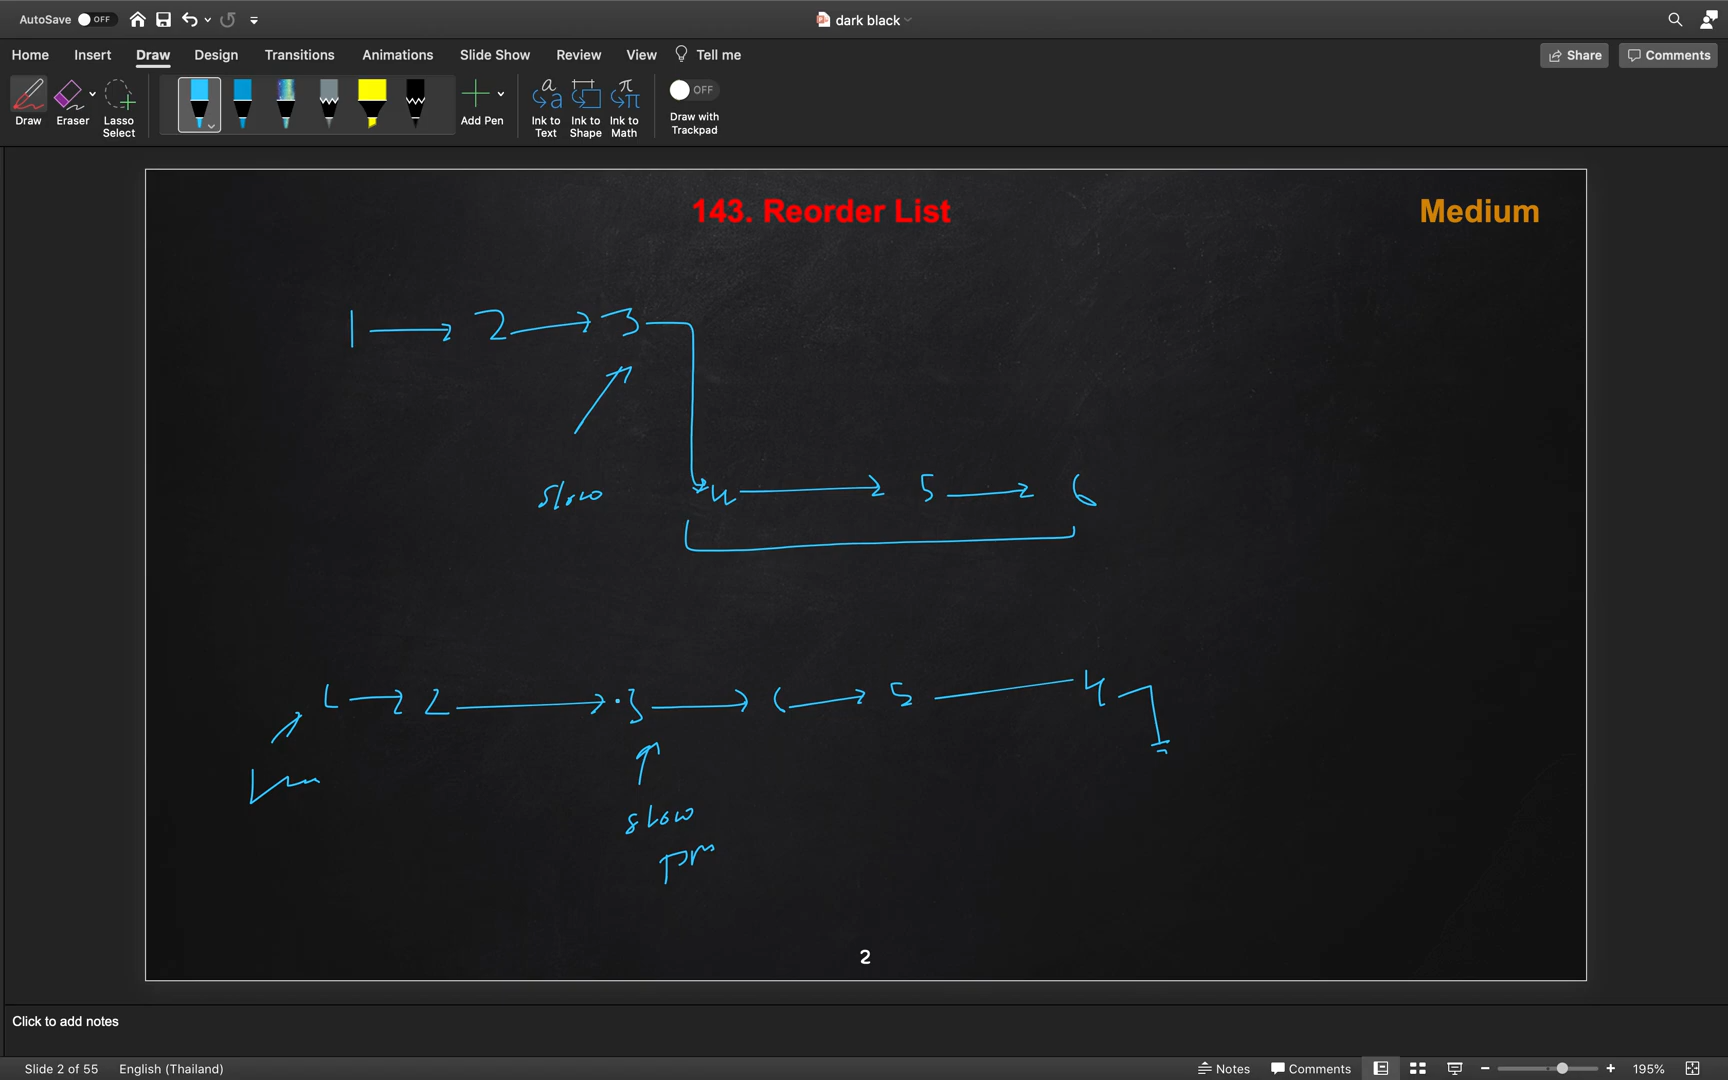 AutoSave OFF
dark black
Home Insert Draw Design Transitions Animations Slide Show Review View Tell me
Share Comments
Draw Eraser Lasso Select Add Pen Ink to Text Ink to Shape Ink to Math OFF Draw with Trackpad
143. Reorder List
Medium
1 2 3
slow 4 5 6
1 2 3 6 5 4
slow
2
Click to add notes
Slide 2 of 55 English (Thailand)
Notes Comments 195%